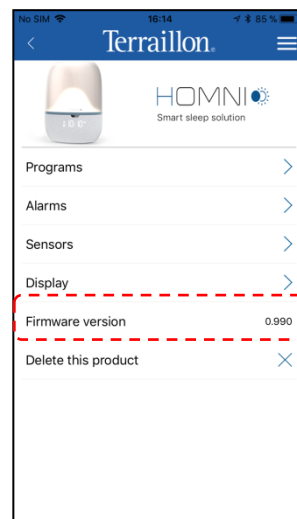 No SIM 16:14 85 %
Terraillon.
HOMNI
Smart sleep solution
Programs
Alarms
Sensors
Display
Firmware version 0.990
Delete this product